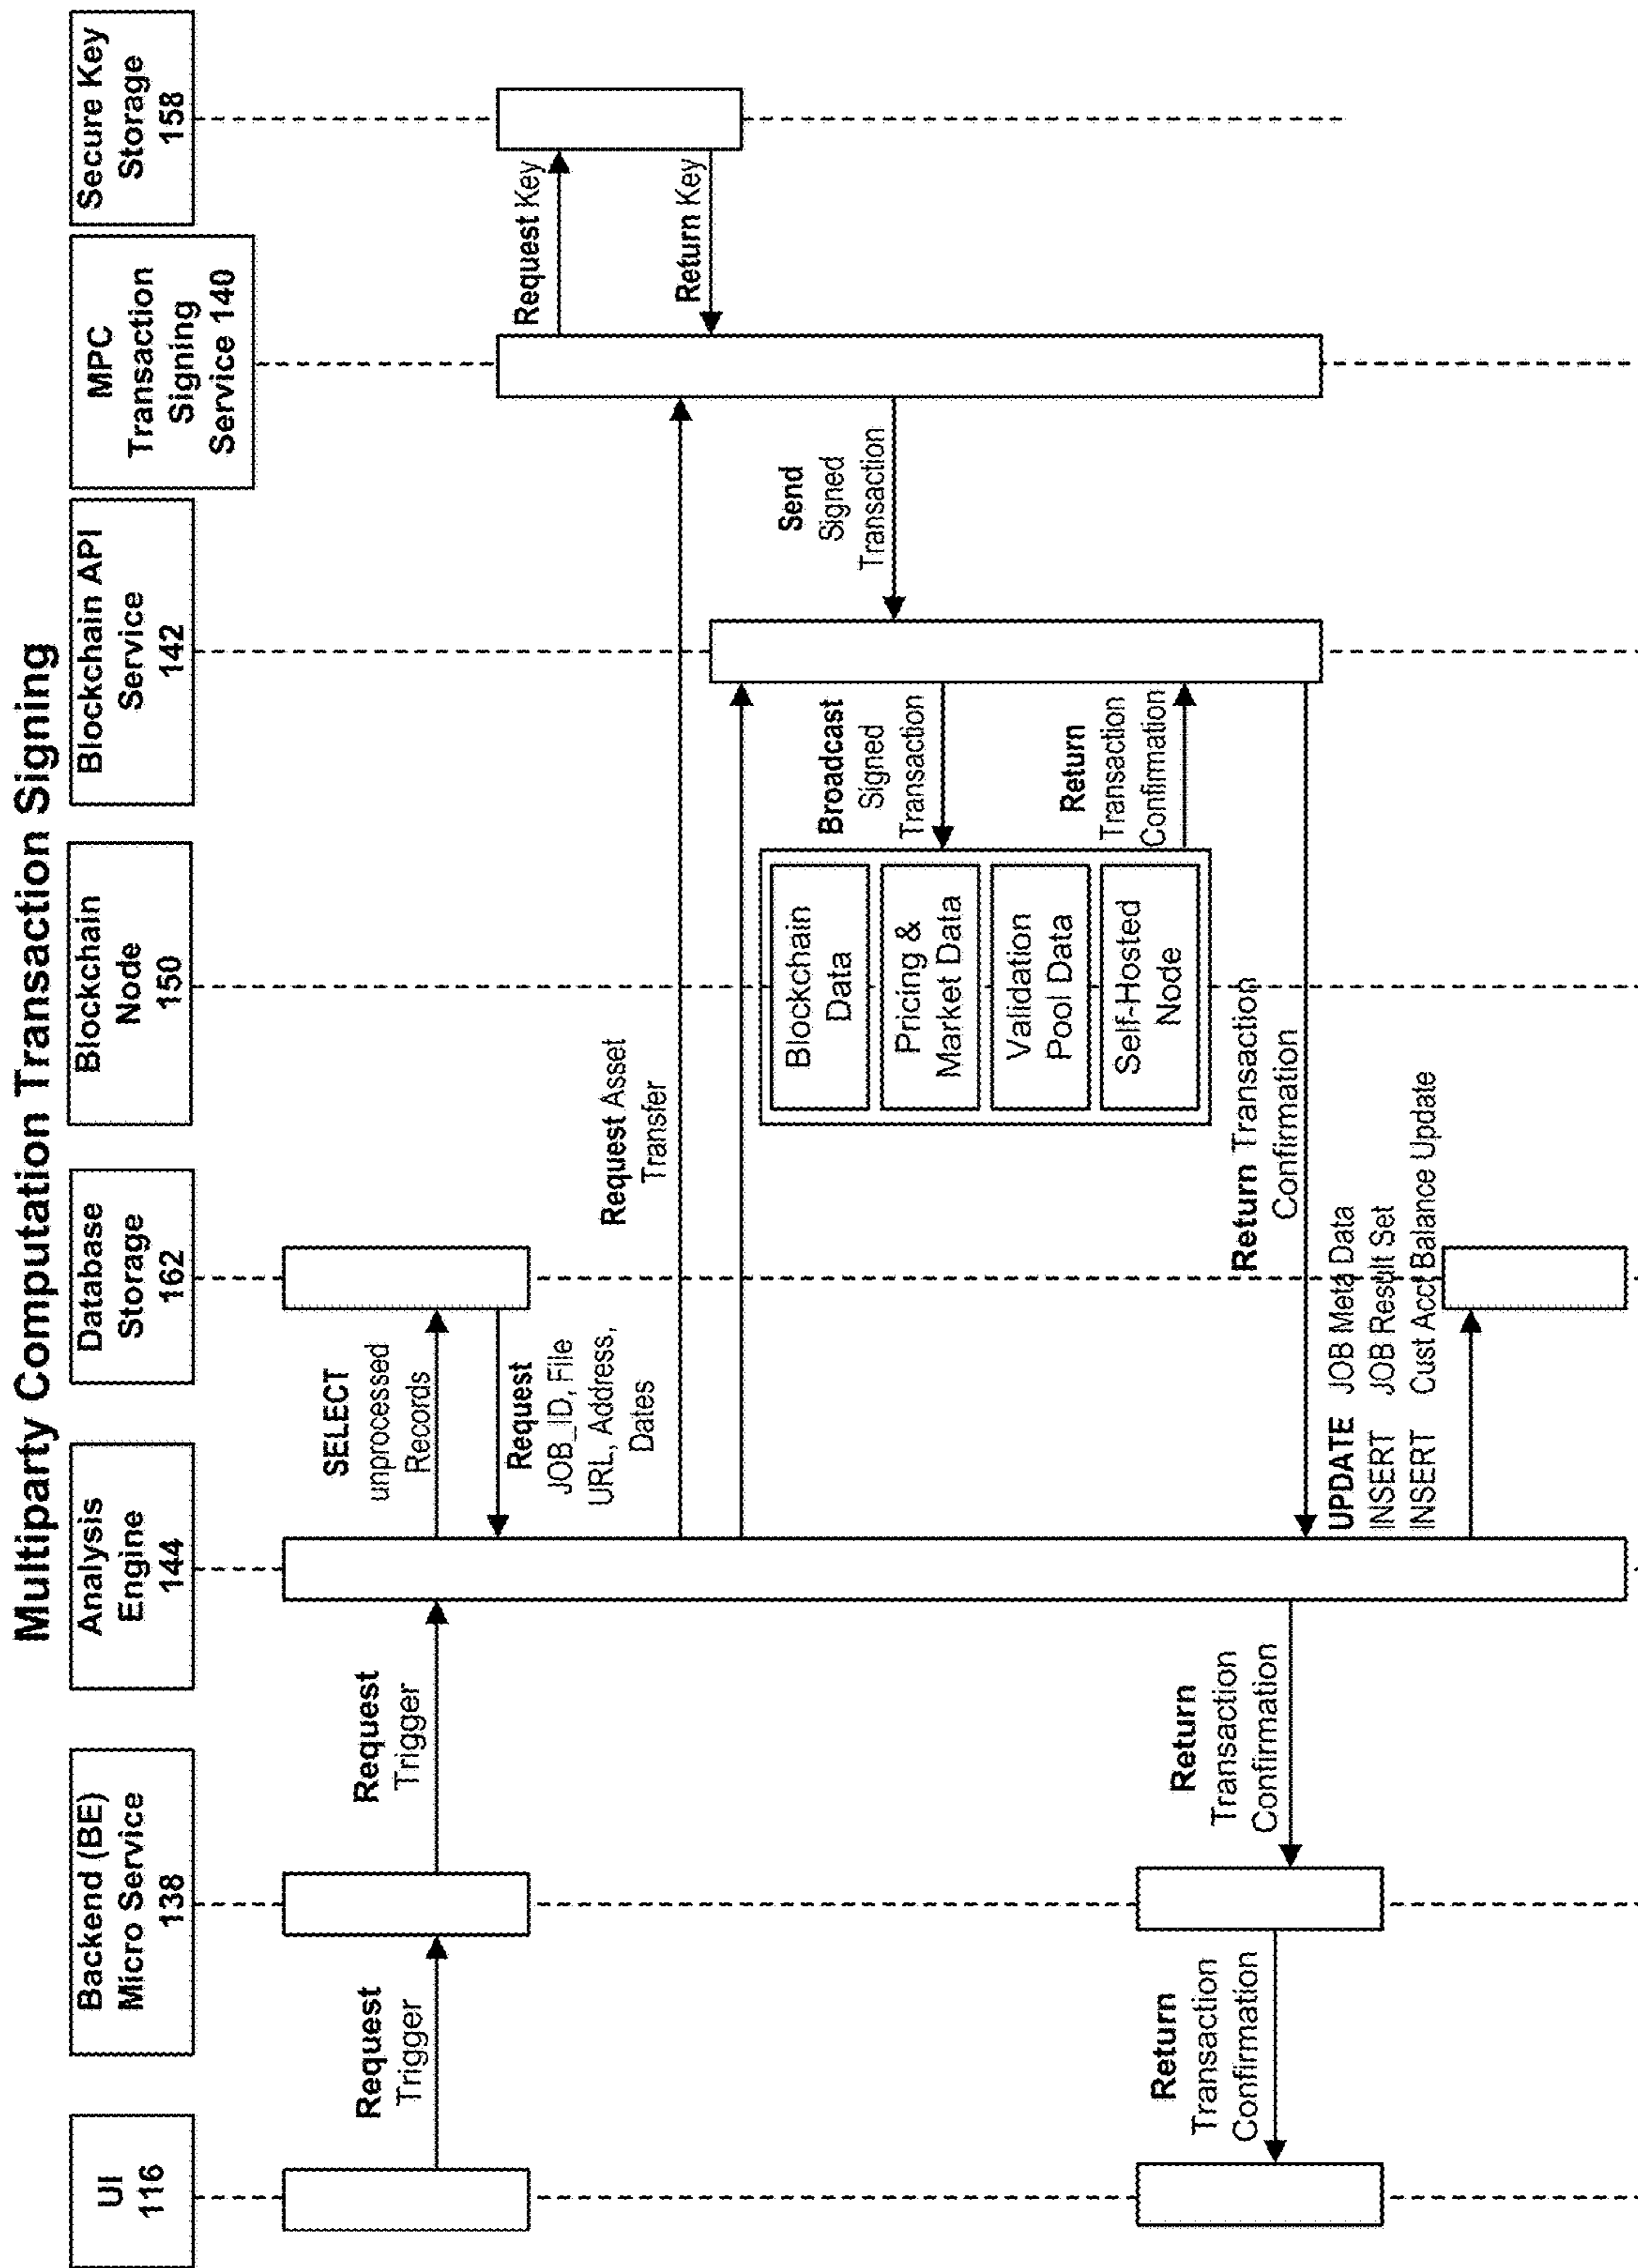 Multiparty Computation Transaction Signing
UI
116
Backend (BE)
Micro Service
138
Analysis
Engine
144
Database
Storage
162
Blockchain
Node
150
Blockchain API
Service
142
MPC
Transaction
Signing
Service 140
Secure Key
Storage
158
Request
Trigger
Request
Trigger
SELECT
unprocessed
Records
Request
JOB_ID, File
URL, Address,
Dates
Request Key
Request Asset
Transfer
Return Key
Send
Signed
Transaction
Broadcast
Signed
Transaction
Blockchain
Data
Pricing &
Market Data
Validation
Pool Data
Self-Hosted
Node
Return
Transaction
Confirmation
Return Transaction
Confirmation
Return
Transaction
Confirmation
Return
Transaction
Confirmation
UPDATE JOB Meta Data
INSERT JOB Result Set
INSERT Cust Acct Balance Update